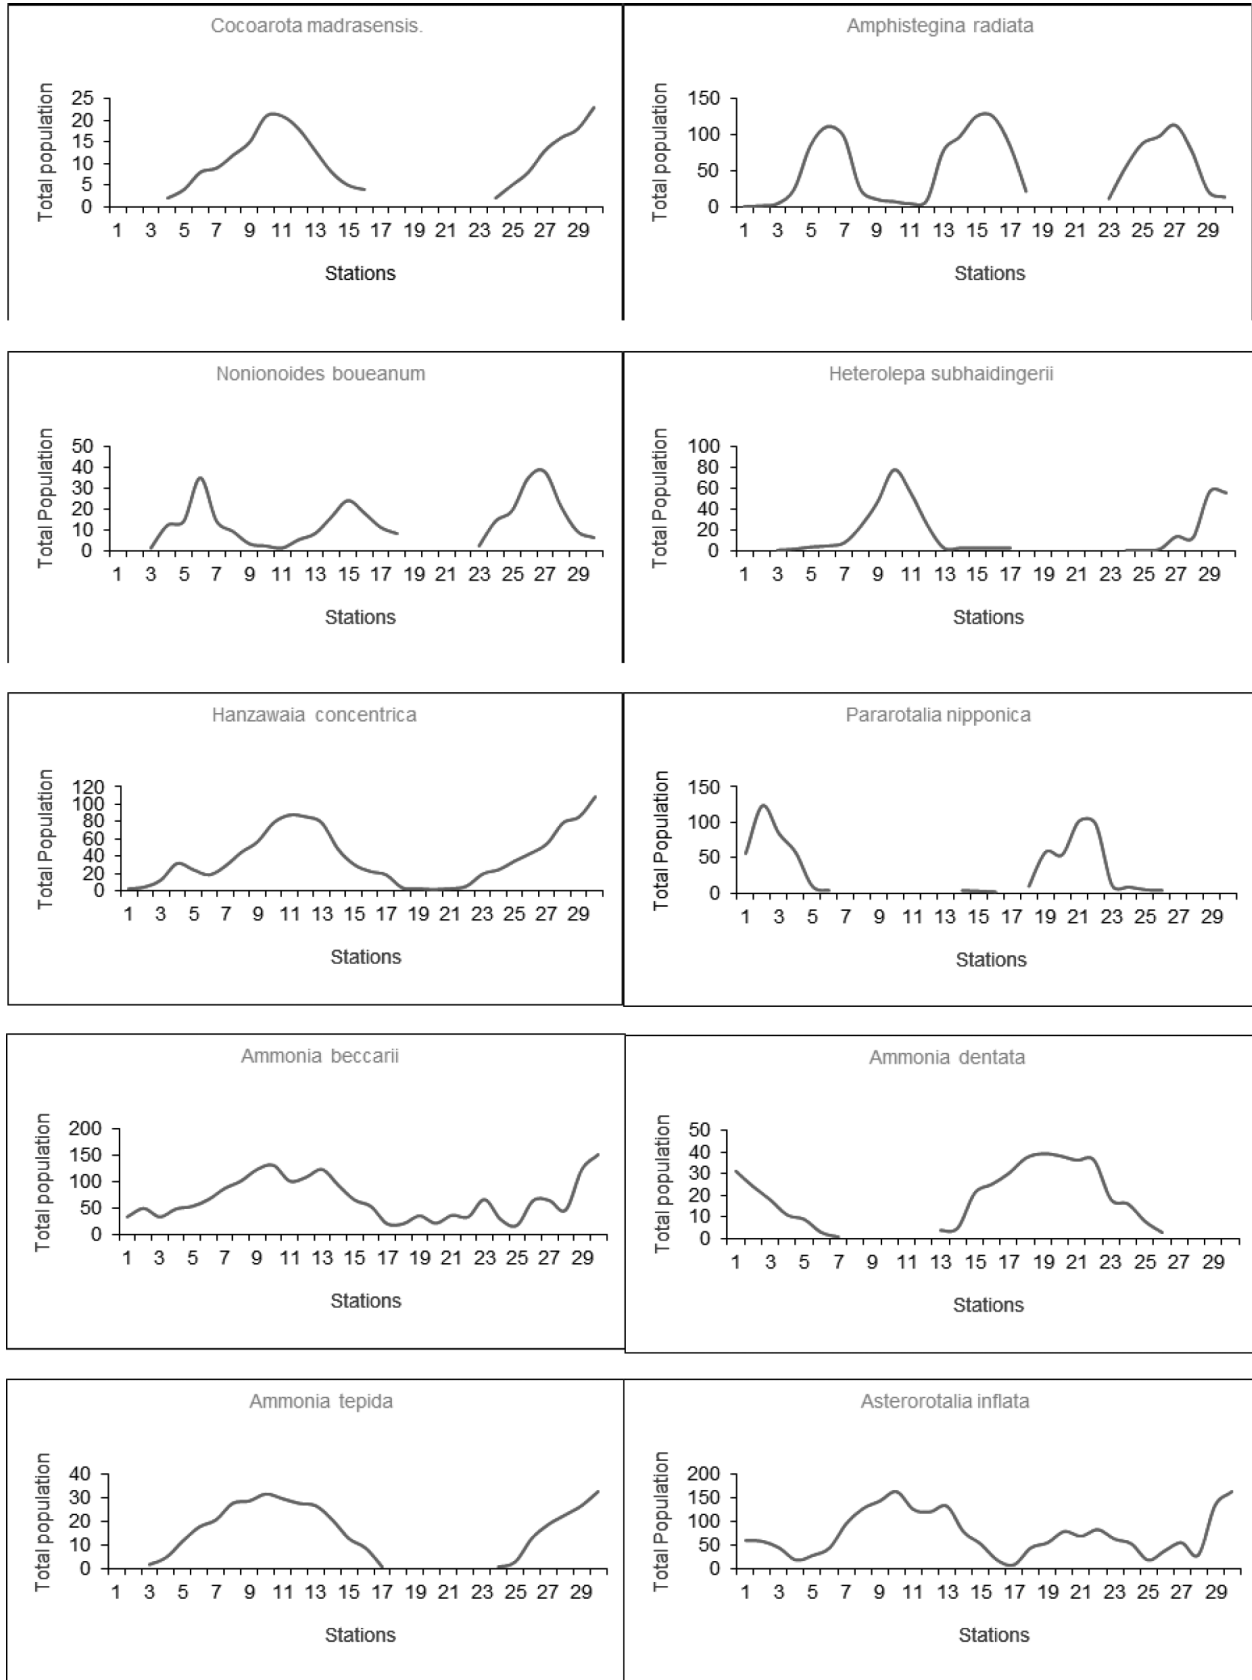 Cocoarota madrasensis.
Total population
25
20
15
10
5
0
1 3 5 7 9 11 13 15 17 19 21 23 25 27 29
Stations
Amphistegina radiata
Total population
150
100
50
0
1 3 5 7 9 11 13 15 17 19 21 23 25 27 29
Stations
Nonionoides boueanum
Total Population
50
40
30
20
10
0
1 3 5 7 9 11 13 15 17 19 21 23 25 27 29
Stations
Heterolepa subhaidingerii
Total Population
100
80
60
40
20
0
1 3 5 7 9 11 13 15 17 19 21 23 25 27 29
Stations
Hanzawaia concentrica
Total Population
120
100
80
60
40
20
0
1 3 5 7 9 11 13 15 17 19 21 23 25 27 29
Stations
Pararotalia nipponica
Total Population
150
100
50
0
1 3 5 7 9 11 13 15 17 19 21 23 25 27 29
Stations
Ammonia beccarii
Total population
200
150
100
50
0
1 3 5 7 9 11 13 15 17 19 21 23 25 27 29
Stations
Ammonia dentata
Total population
50
40
30
20
10
0
1 3 5 7 9 11 13 15 17 19 21 23 25 27 29
Stations
Ammonia tepida
Total population
40
30
20
10
0
1 3 5 7 9 11 13 15 17 19 21 23 25 27 29
Stations
Asterorotalia inflata
Total Population
200
150
100
50
0
1 3 5 7 9 11 13 15 17 19 21 23 25 27 29
Stations